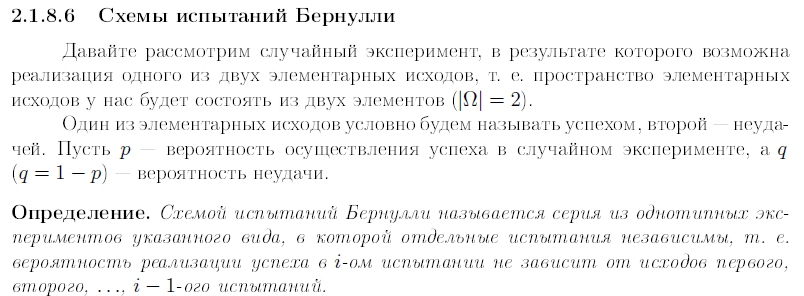 2.1.8.6 Схемы испытаний Бернулли
Давайте рассмотрим случайный эксперимент, в результате которого возможна
реализация одного из двух элементарных исходов, т. е. пространство элементарных
исходов у нас будет состоять из двух элементов (|Ω| = 2).
Один из элементарных исходов условно будем называть успехом, второй — неуда-
чей. Пусть p — вероятность осуществления успеха в случайном эксперименте, а q
(q = 1 − p) — вероятность неудачи.
Определение. Схемой испытаний Бернулли называется серия из однотипных экс-
периментов указанного вида, в которой отдельные испытания независимы, т. е.
вероятность реализации успеха в i-ом испытании не зависит от исходов первого,
второго, ..., i − 1-ого испытаний.